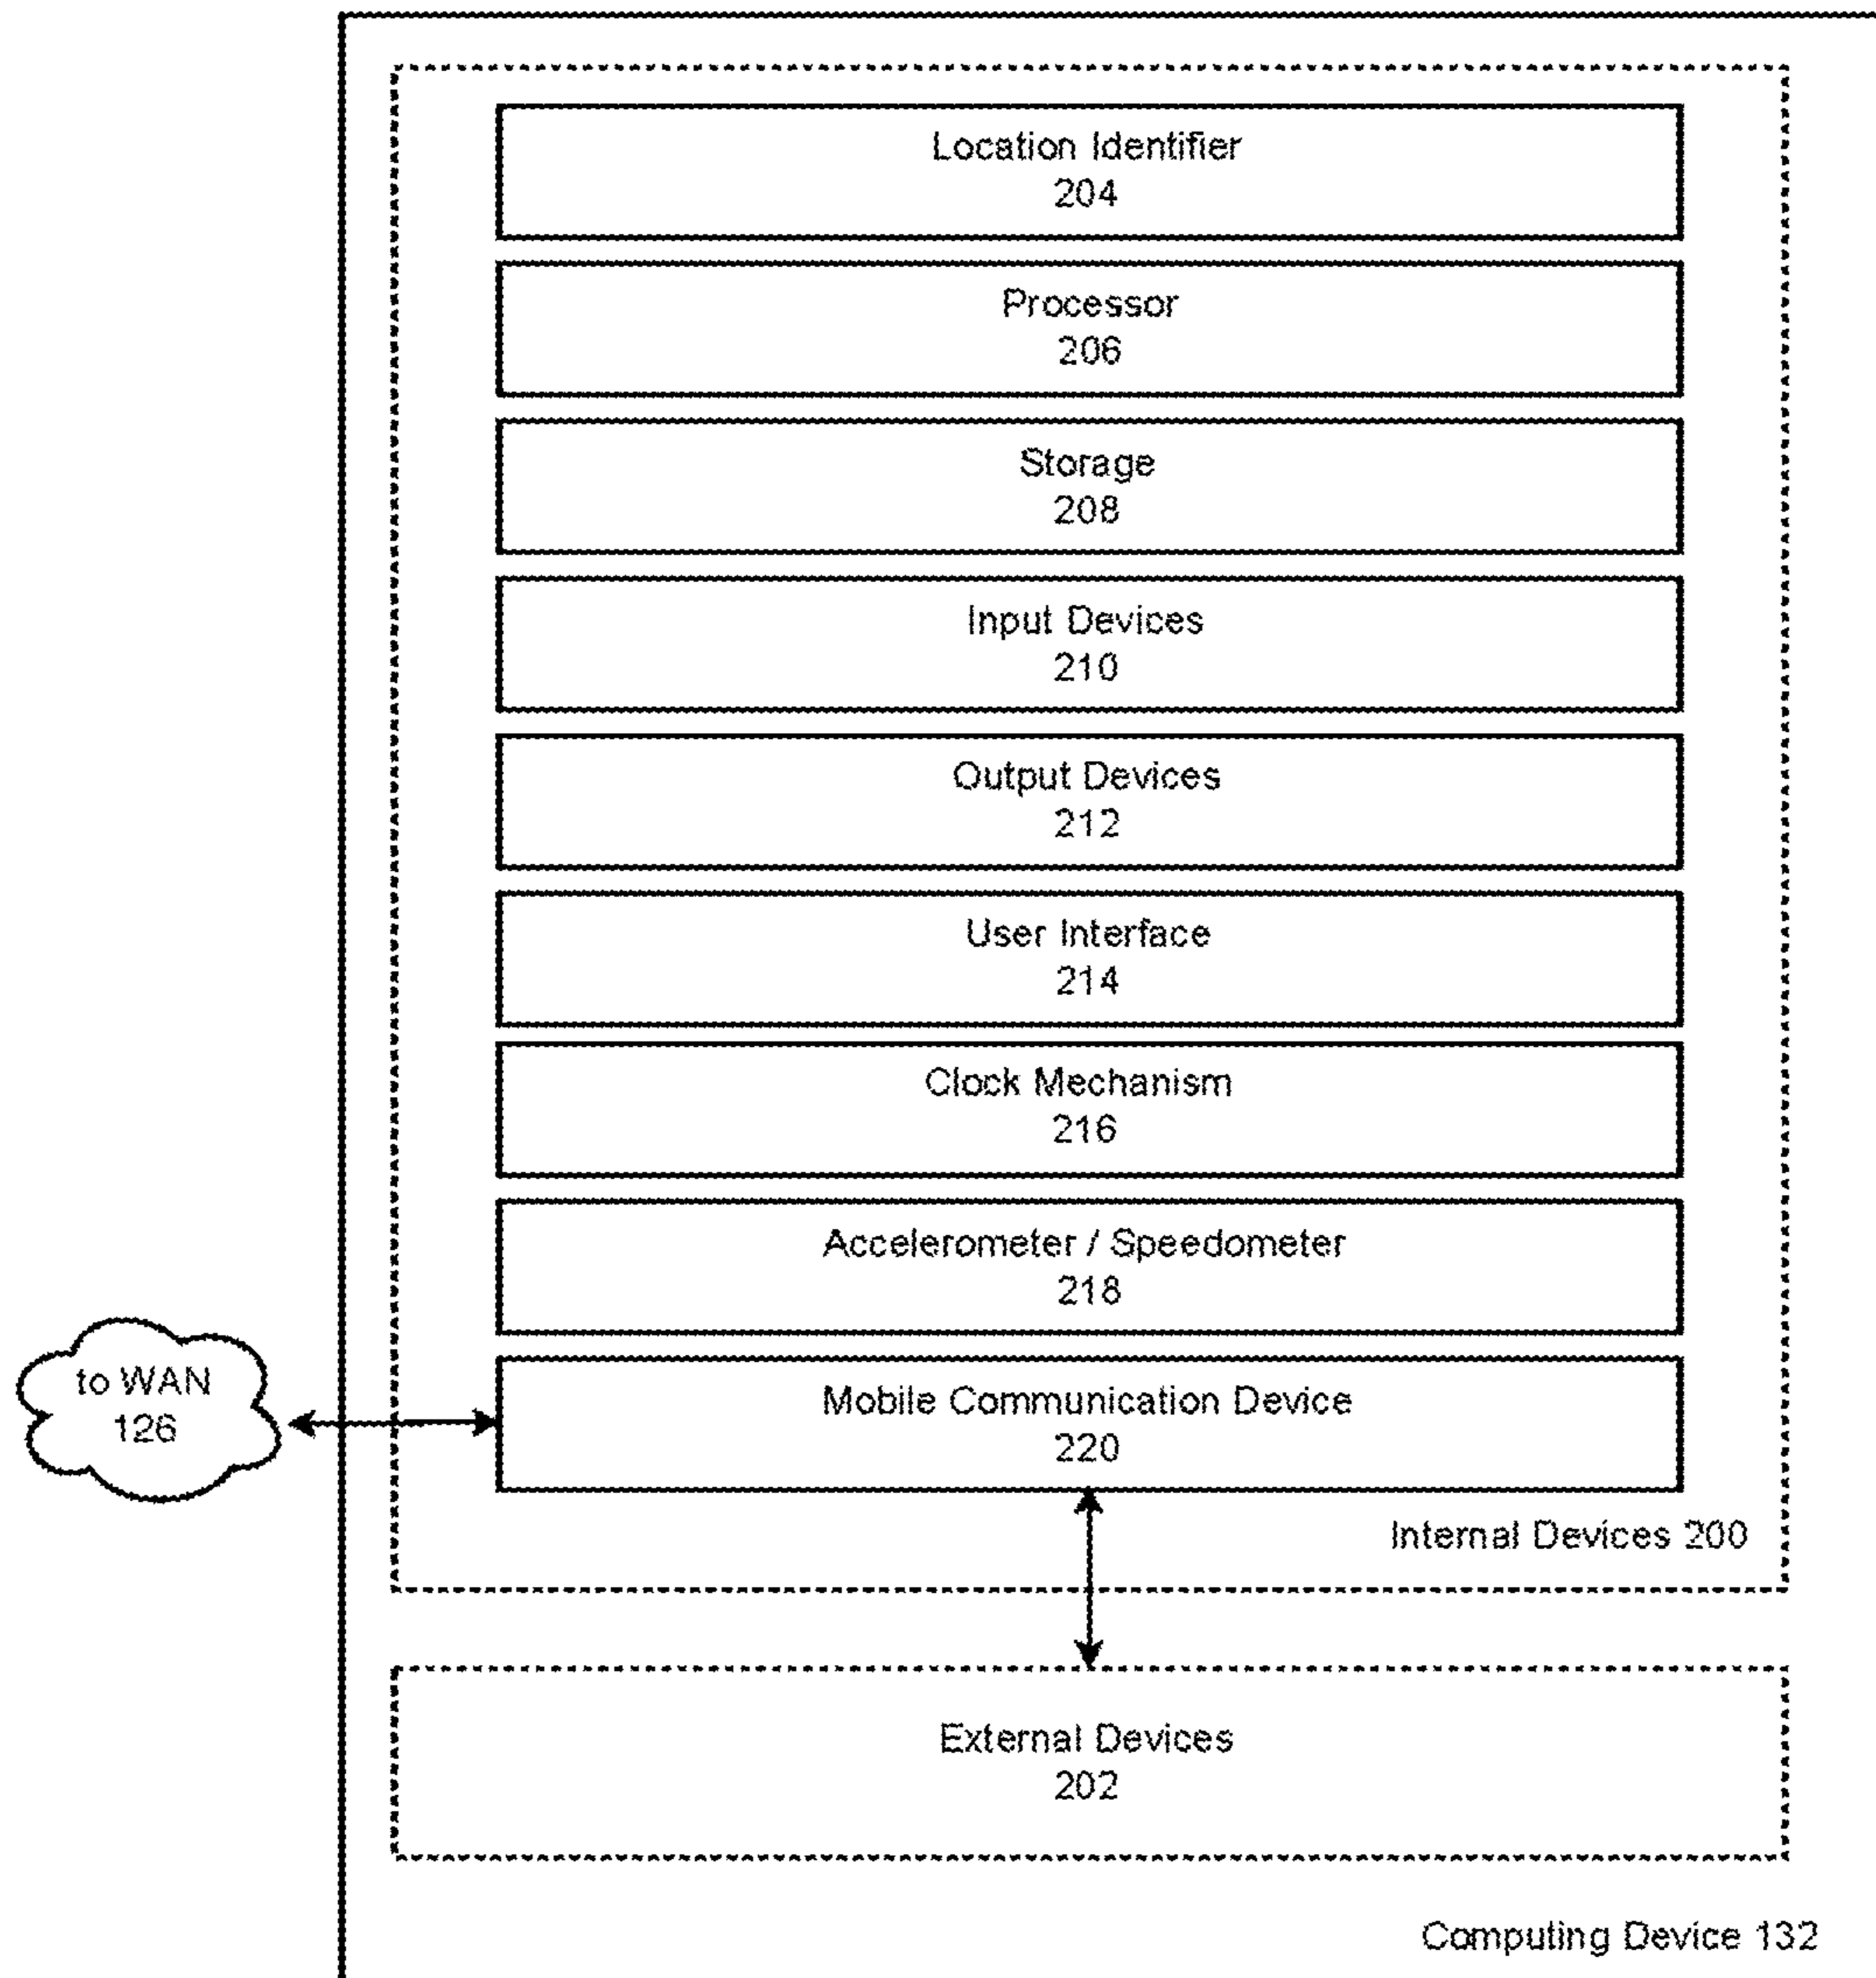 Location Identifier
204
Processor
206
Storage
208
Input Devices
210
Output Devices
212
User Interface
214
Clock Mechanism
216
Accelerometer / Speedometer
218
to WAN
126
Mobile Communication Device
220
Internal Devices 200
External Devices
202
Computing Device 132